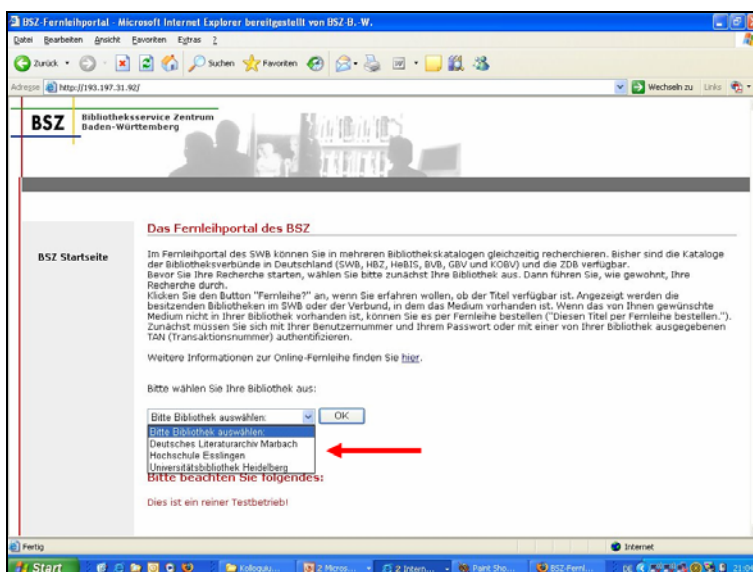 BSZ-Fernleihportal - Microsoft Internet Explorer bereitgestellt von BSZ-B.-W.
Datei Bearbeiten Ansicht Favoriten Extras ?
Zurück Suchen Favoriten
Adresse http://193.197.31.92/ Wechseln zu Links
BSZ
Bibliotheksservice Zentrum
Baden-Württemberg
Das Fernleihportal des BSZ
BSZ Startseite
Im Fernleihportal des SWB können Sie in mehreren Bibliothekskatalogen gleichzeitig recherchieren. Bisher sind die Kataloge
der Bibliotheksverbünde in Deutschland (SWB, HBZ, HeBIS, BVB, GBV und KOBV) und die ZDB verfügbar.
Bevor Sie Ihre Recherche starten, wählen Sie bitte zunächst Ihre Bibliothek aus. Dann führen Sie, wie gewohnt, Ihre
Recherche durch.
Klicken Sie den Button "Fernleihe?" an, wenn Sie erfahren wollen, ob der Titel verfügbar ist. Angezeigt werden die
besitzenden Bibliotheken im SWB oder der Verbund, in dem das Medium vorhanden ist. Wenn das von Ihnen gewünschte
Medium nicht in Ihrer Bibliothek vorhanden ist, können Sie es per Fernleihe bestellen ("Diesen Titel per Fernleihe bestellen.").
Zunächst müssen Sie sich mit Ihrer Benutzernummer und Ihrem Passwort oder mit einer von Ihrer Bibliothek ausgegebenen
TAN (Transaktionsnummer) authentifizieren.
Weitere Informationen zur Online-Fernleihe finden Sie hier.
Bitte wählen Sie Ihre Bibliothek aus:
Bitte Bibliothek auswählen: OK
Bitte Bibliothek auswählen:
Deutsches Literaturarchiv Marbach
Hochschule Esslingen
Universitätsbibliothek Heidelberg
Bitte beachten Sie folgendes:
Dies ist ein reiner Testbetrieb!
Fertig Internet
Start Kolloquiu... 2 Micros... 2 Intern... Paint Sho... BSZ-Fernl... DE